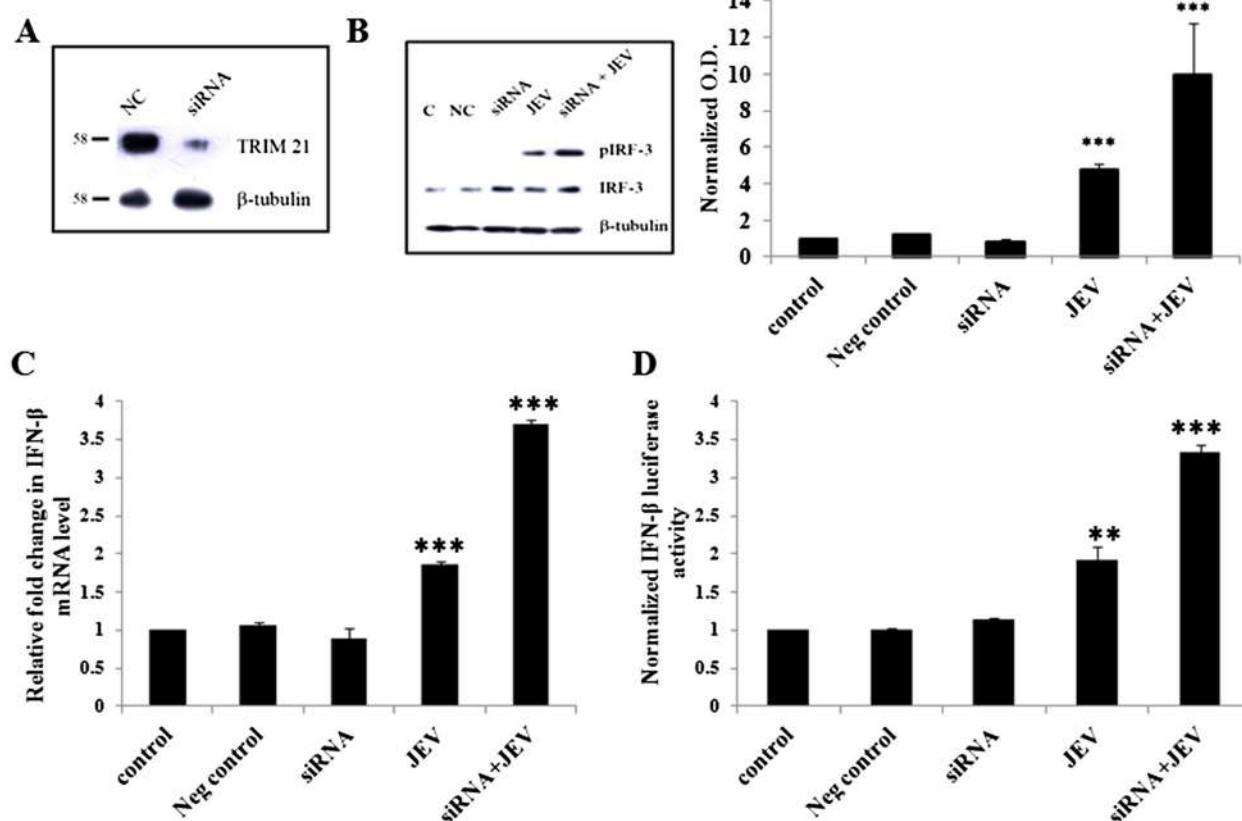 A
NC
siRNA
58
TRIM 21
58
β-tubulin
B
C
NC
siRNA
JEV
siRNA + JEV
pIRF-3
IRF-3
β-tubulin
Normalized O.D.
14
12
10
8
6
4
2
0
***
***
control
Neg control
siRNA
JEV
siRNA+JEV
C
Relative fold change in IFN-β
mRNA level
4
3.5
3
2.5
2
1.5
1
0.5
0
***
***
control
Neg control
siRNA
JEV
siRNA+JEV
D
Normalized IFN-β luciferase
activity
4
3.5
3
2.5
2
1.5
1
0.5
0
**
***
control
Neg control
siRNA
JEV
siRNA+JEV